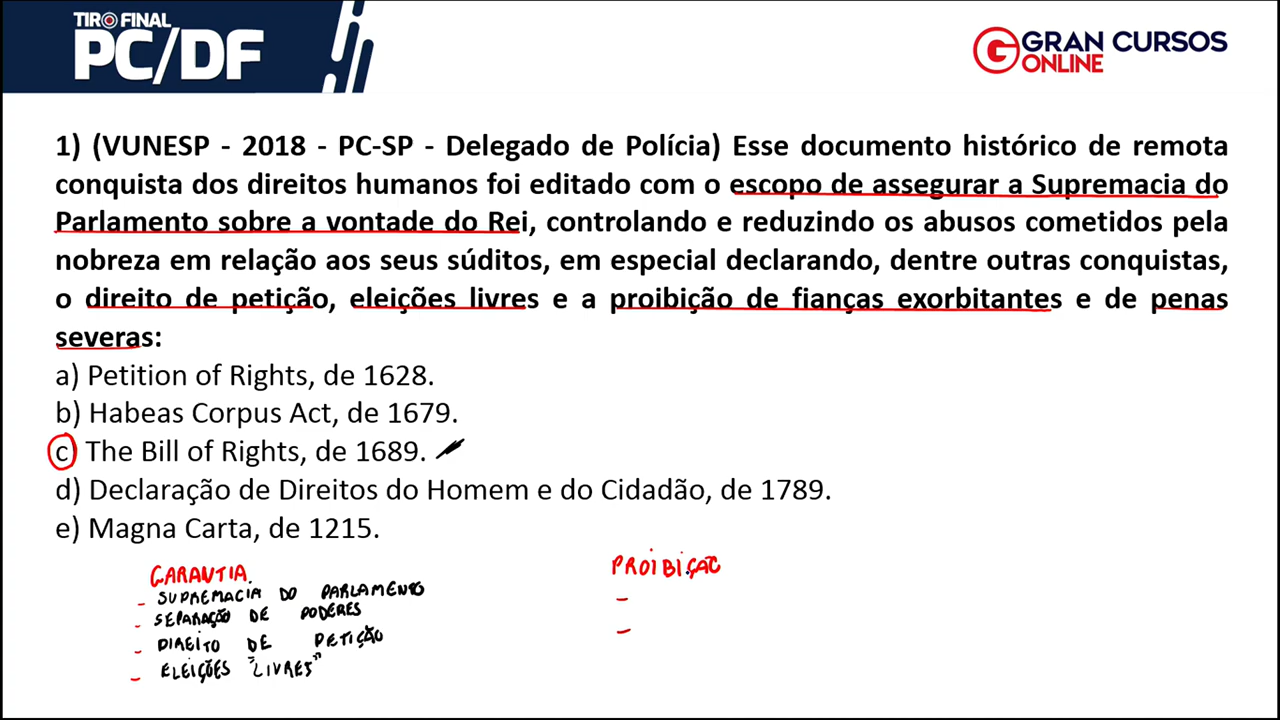 TIRO FINAL
PC/DF
GRAN CURSOS
ONLINE
1) (VUNESP - 2018 - PC-SP - Delegado de Polícia) Esse documento histórico de remota
conquista dos direitos humanos foi editado com o escopo de assegurar a Supremacia do
Parlamento sobre a vontade do Rei, controlando e reduzindo os abusos cometidos pela
nobreza em relação aos seus súditos, em especial declarando, dentre outras conquistas,
o direito de petição, eleições livres e a proibição de fianças exorbitantes e de penas
severas:
a) Petition of Rights, de 1628.
b) Habeas Corpus Act, de 1679.
c) The Bill of Rights, de 1689.
d) Declaração de Direitos do Homem e do Cidadão, de 1789.
e) Magna Carta, de 1215.
GARANTIA
- SUPREMACIA DO PARLAMENTO
- SEPARAÇÃO DE PODERES
- DIREITO DE PETIÇÃO
- ELEIÇÕES "LIVRES"
PROIBIÇÃO
-
-